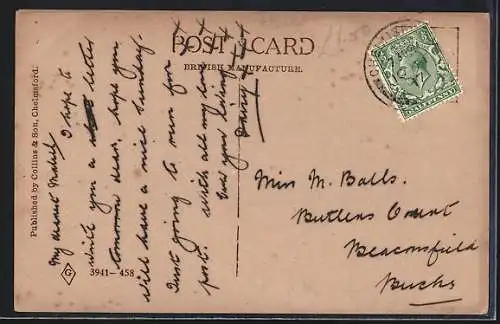 POST CARD
BRITISH MANUFACTURE.
Published by Collins & Son, Chelmsford.
G 3941-458
HALFPENNY
My dearest Mabel
I hope to
write you a letter
tomorrow dear, hope you
will have a nice Sunday.
Just going to run for
post. With all my love
from your loving
Miss M. Balls.
Butlers Court
Beaconsfield
Bucks